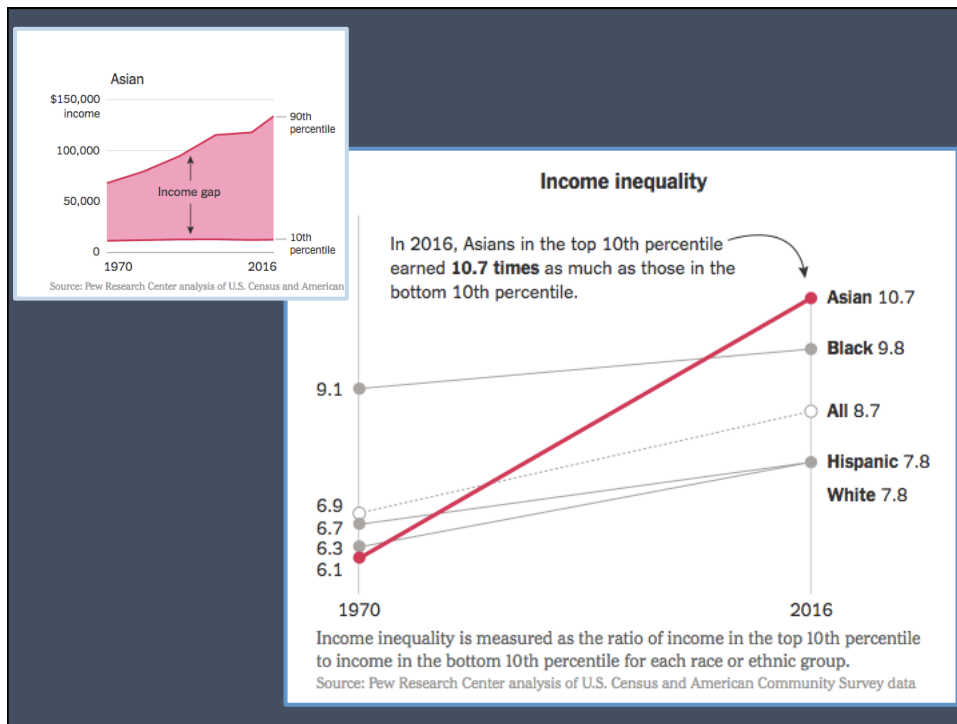 Asian
$150,000
income
100,000
50,000
0
90th
percentile
Income gap
10th
percentile
1970 2016
Source: Pew Research Center analysis of U.S. Census and American
Income inequality
In 2016, Asians in the top 10th percentile
earned 10.7 times as much as those in the
bottom 10th percentile.
Asian 10.7
Black 9.8
9.1
All 8.7
Hispanic 7.8
White 7.8
6.9
6.7
6.3
6.1
1970 2016
Income inequality is measured as the ratio of income in the top 10th percentile
to income in the bottom 10th percentile for each race or ethnic group.
Source: Pew Research Center analysis of U.S. Census and American Community Survey data